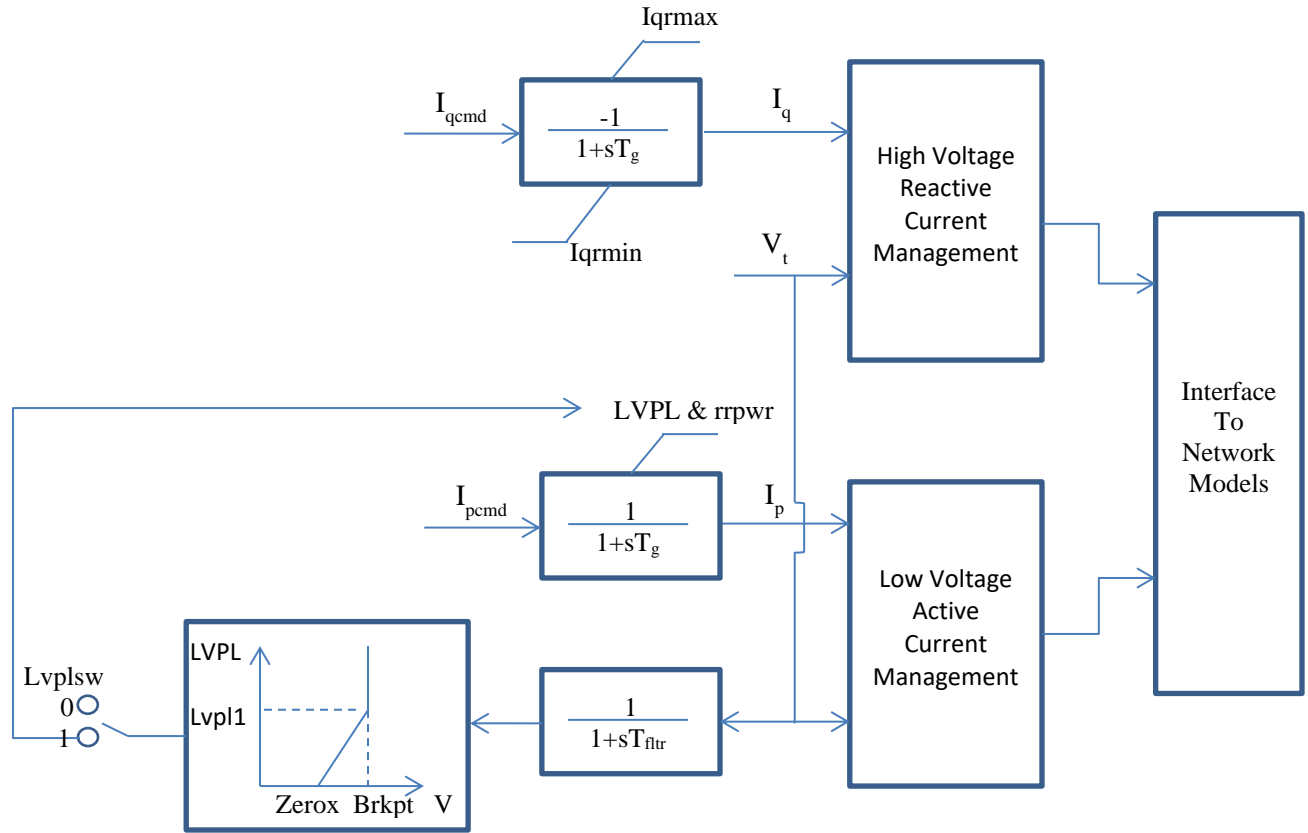 Iqrmax
Iqcmd
-1
1+sTg
Iq
Iqrmin
High Voltage
Reactive
Current
Management
Vt
LVPL & rrpwr
Ipcmd
1
1+sTg
Ip
Low Voltage
Active
Current
Management
Interface
To
Network
Models
Lvplsw
0
1
LVPL
Lvpl1
Zerox Brkpt V
1
1+sTfltr